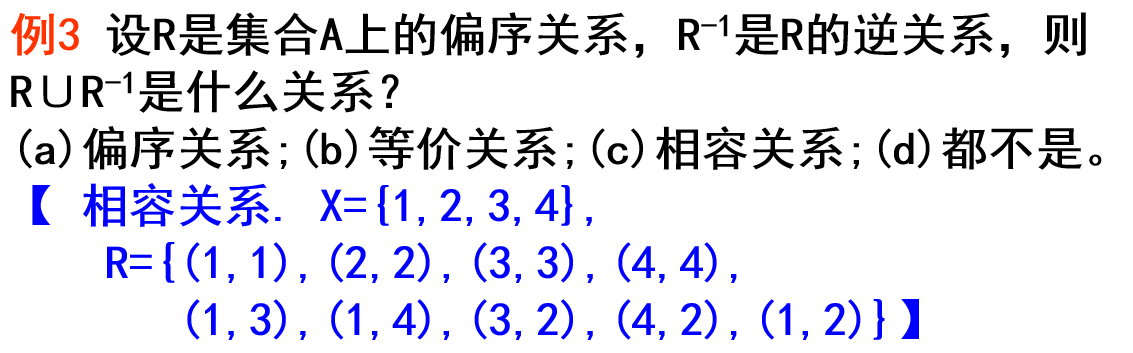 例3 设R是集合A上的偏序关系，R⁻¹是R的逆关系，则
R∪R⁻¹是什么关系？
(a)偏序关系;(b)等价关系;(c)相容关系;(d)都不是。
【 相容关系. X={1,2,3,4},
R={(1,1),(2,2),(3,3),(4,4),
(1,3),(1,4),(3,2),(4,2),(1,2)}】